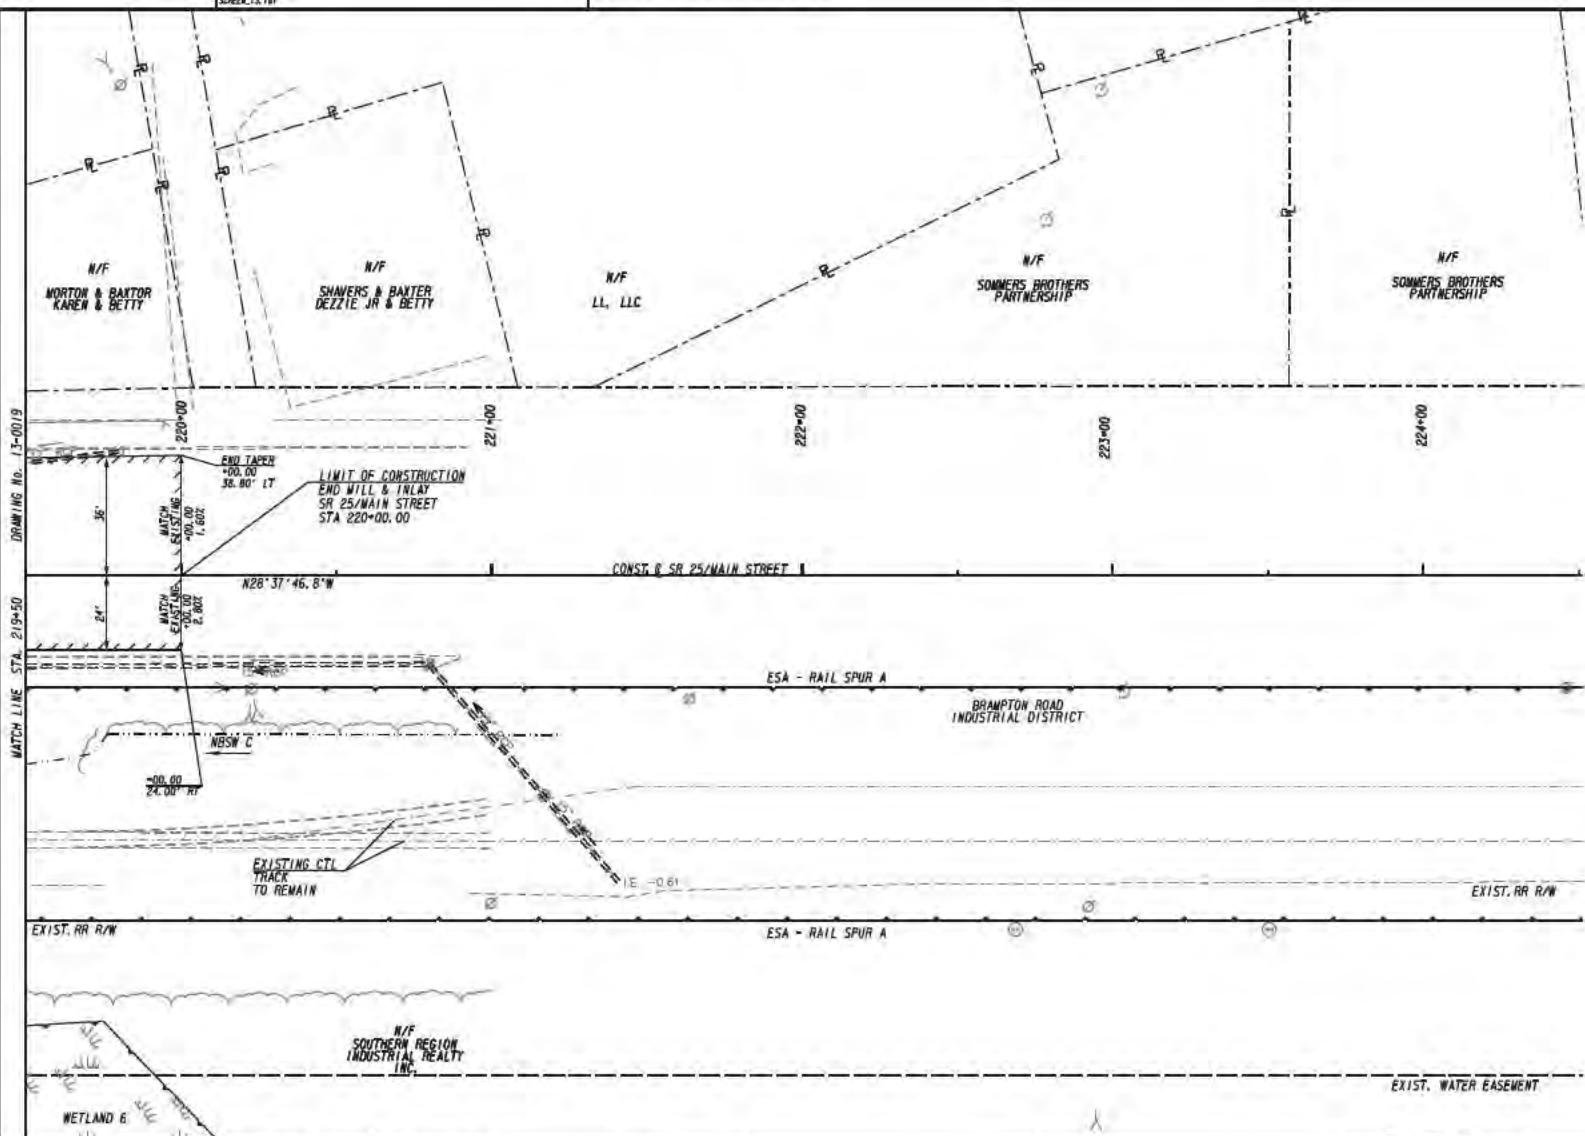 N/F
MORTON & BAXTOR
KAREN & BETTY
N/F
SHAVERS & BAXTER
DEZZIE JR & BETTY
N/F
LL, LLC
N/F
SOMMERS BROTHERS
PARTNERSHIP
N/F
SOMMERS BROTHERS
PARTNERSHIP
DRAWING No. 13-0019
MATCH LINE STA. 219+50
220+00
221+00
222+00
223+00
224+00
END TAPER
+00.00
38.80' LT
LIMIT OF CONSTRUCTION
END MILL & INLAY
SR 25/MAIN STREET
STA 220+00.00
36'
MATCH
EXISTING
+00.00
1.60%
CONST. ℄ SR 25/MAIN STREET
N28°37'46.8"W
24'
MATCH
EXISTING
+00.00
2.80%
ESA - RAIL SPUR A
BRAMPTON ROAD
INDUSTRIAL DISTRICT
NBSW C
+00.00
24.00' RT
EXISTING CTL
TRACK
TO REMAIN
I.E. -0.61
EXIST. RR R/W
EXIST. RR R/W
ESA - RAIL SPUR A
N/F
SOUTHERN REGION
INDUSTRIAL REALTY
INC.
EXIST. WATER EASEMENT
WETLAND 6